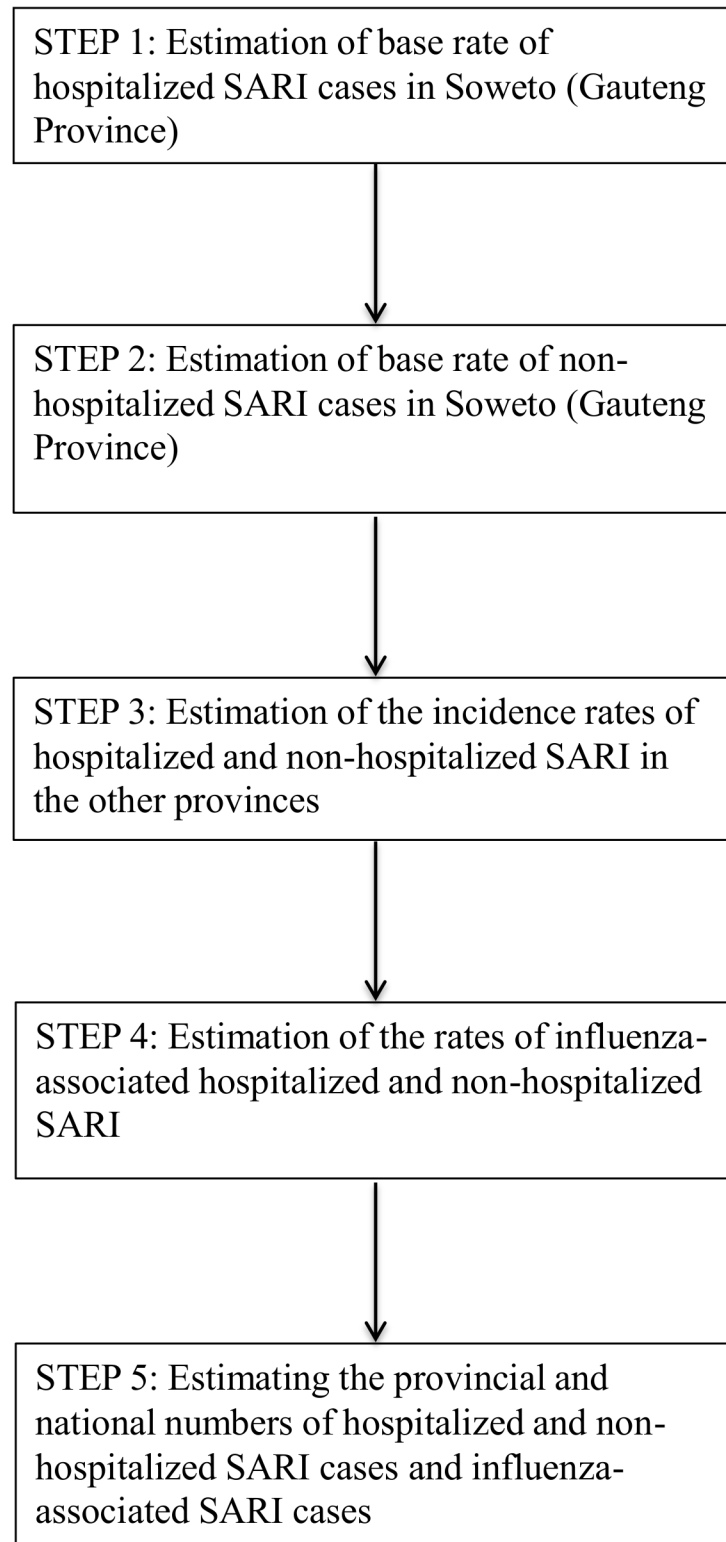 STEP 1: Estimation of base rate of
hospitalized SARI cases in Soweto (Gauteng
Province)
STEP 2: Estimation of base rate of non-
hospitalized SARI cases in Soweto (Gauteng
Province)
STEP 3: Estimation of the incidence rates of
hospitalized and non-hospitalized SARI in
the other provinces
STEP 4: Estimation of the rates of influenza-
associated hospitalized and non-hospitalized
SARI
STEP 5: Estimating the provincial and
national numbers of hospitalized and non-
hospitalized SARI cases and influenza-
associated SARI cases